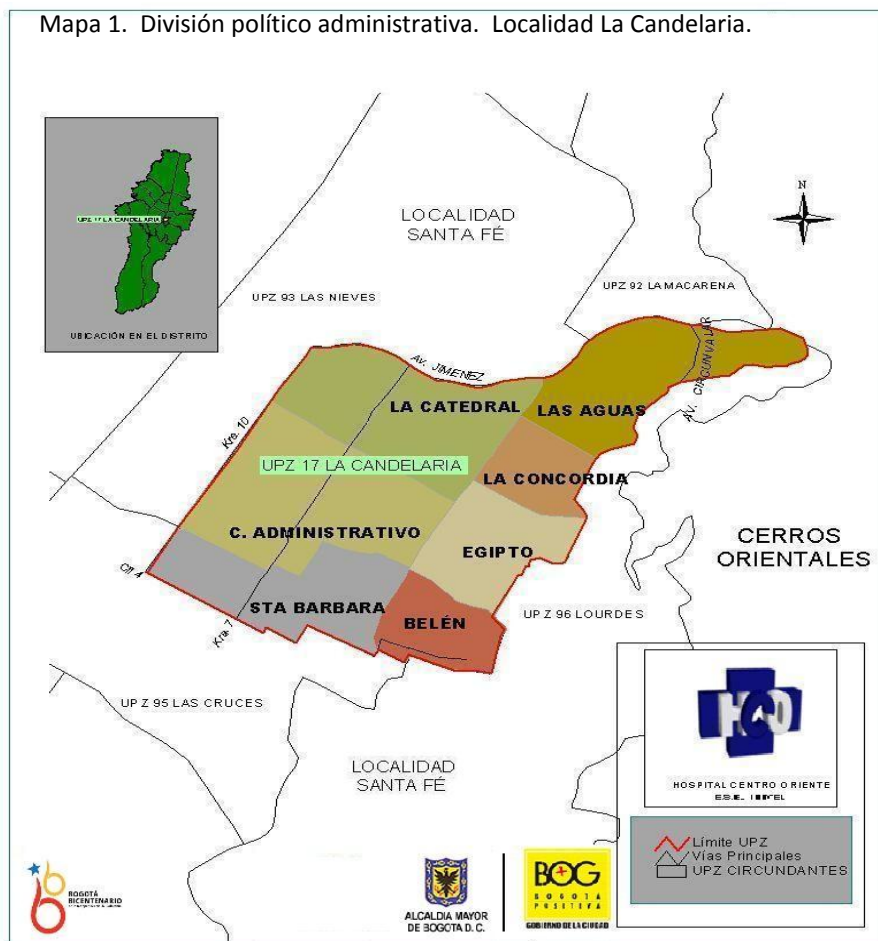 Mapa 1. División político administrativa. Localidad La Candelaria.
UPZ 17 LA CANDELARIA
UBICACIÓN EN EL DISTRITO
LOCALIDAD
SANTA FÉ
N
UPZ 93 LAS NIEVES
UPZ 92 LA MACARENA
AV. JIMENEZ
AV. CIRCUNVALAR
LA CATEDRAL
LAS AGUAS
Kra. 10
UPZ 17 LA CANDELARIA
LA CONCORDIA
C. ADMINISTRATIVO
EGIPTO
CERROS
ORIENTALES
Cll 4
STA BARBARA
BELÉN
Kra 7
UPZ 96 LOURDES
UPZ 95 LAS CRUCES
LOCALIDAD
SANTA FÉ
HCO
HOSPITAL CENTRO ORIENTE
E.S.E.
Límite UPZ
Vías Principales
UPZ CIRCUNDANTES
BOGOTÁ
BICENTENARIO
ALCALDIA MAYOR
DE BOGOTA D. C.
BOG
BOGOTÁ
POSITIVA
GOBIERNO DE LA CIUDAD